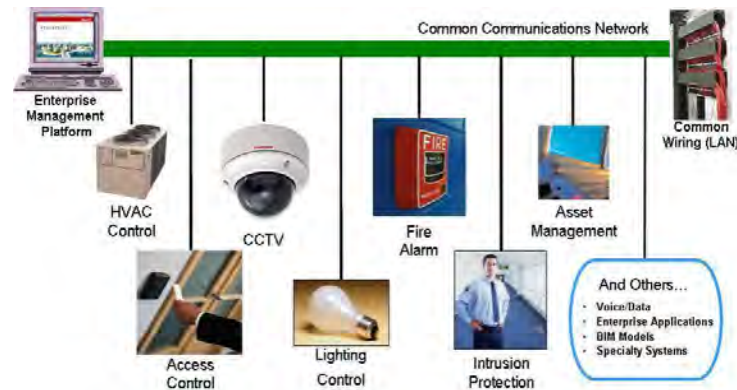 Common Communications Network
Enterprise
Management
Platform
Common
Wiring (LAN)
HVAC
Control
CCTV
FIRE
Fire
Alarm
Asset
Management
Access
Control
Lighting
Control
Intrusion
Protection
And Others...
• Voice/Data
• Enterprise Applications
• BIM Models
• Specialty Systems